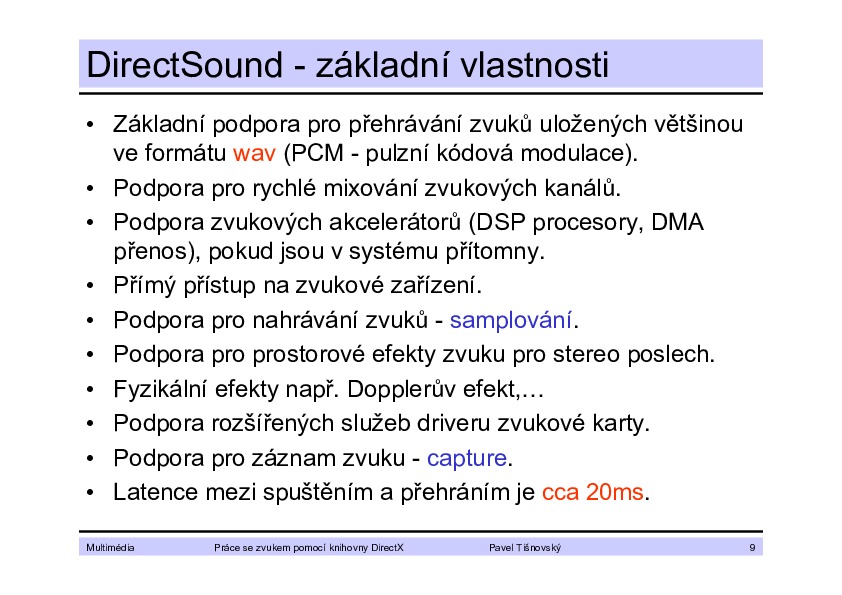 DirectSound - základní vlastnosti
• Základní podpora pro přehrávání zvuků uložených většinou
ve formátu wav (PCM - pulzní kódová modulace).
• Podpora pro rychlé mixování zvukových kanálů.
• Podpora zvukových akcelerátorů (DSP procesory, DMA
přenos), pokud jsou v systému přítomny.
• Přímý přístup na zvukové zařízení.
• Podpora pro nahrávání zvuků - samplování.
• Podpora pro prostorové efekty zvuku pro stereo poslech.
• Fyzikální efekty např. Dopplerův efekt,…
• Podpora rozšířených služeb driveru zvukové karty.
• Podpora pro záznam zvuku - capture.
• Latence mezi spuštěním a přehráním je cca 20ms.
Multimédia Práce se zvukem pomocí knihovny DirectX Pavel Tišnovský 9